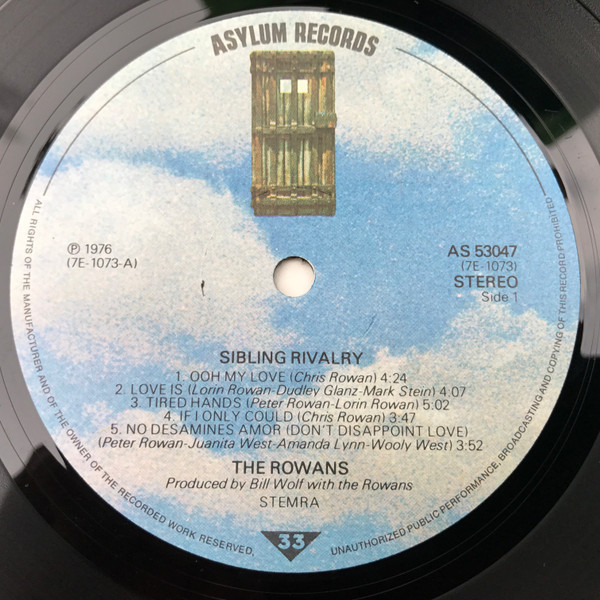 ASYLUM RECORDS
℗ 1976
(7E-1073-A)
AS 53047
(7E-1073)
STEREO
Side 1
SIBLING RIVALRY
1. OOH MY LOVE (Chris Rowan) 4:24
2. LOVE IS (Lorin Rowan-Dudley Glanz-Mark Stein) 4:07
3. TIRED HANDS (Peter Rowan-Lorin Rowan) 5:02
4. IF I ONLY COULD (Chris Rowan) 3:47
5. NO DESAMINES AMOR (DON'T DISAPPOINT LOVE)
(Peter Rowan-Juanita West-Amanda Lynn-Wooly West) 3:52
THE ROWANS
Produced by Bill Wolf with the Rowans
STEMRA
33
ALL RIGHTS OF THE MANUFACTURER AND OF THE OWNER OF THE RECORDED WORK RESERVED, UNAUTHORIZED PUBLIC PERFORMANCE, BROADCASTING AND COPYING OF THIS RECORD PROHIBITED